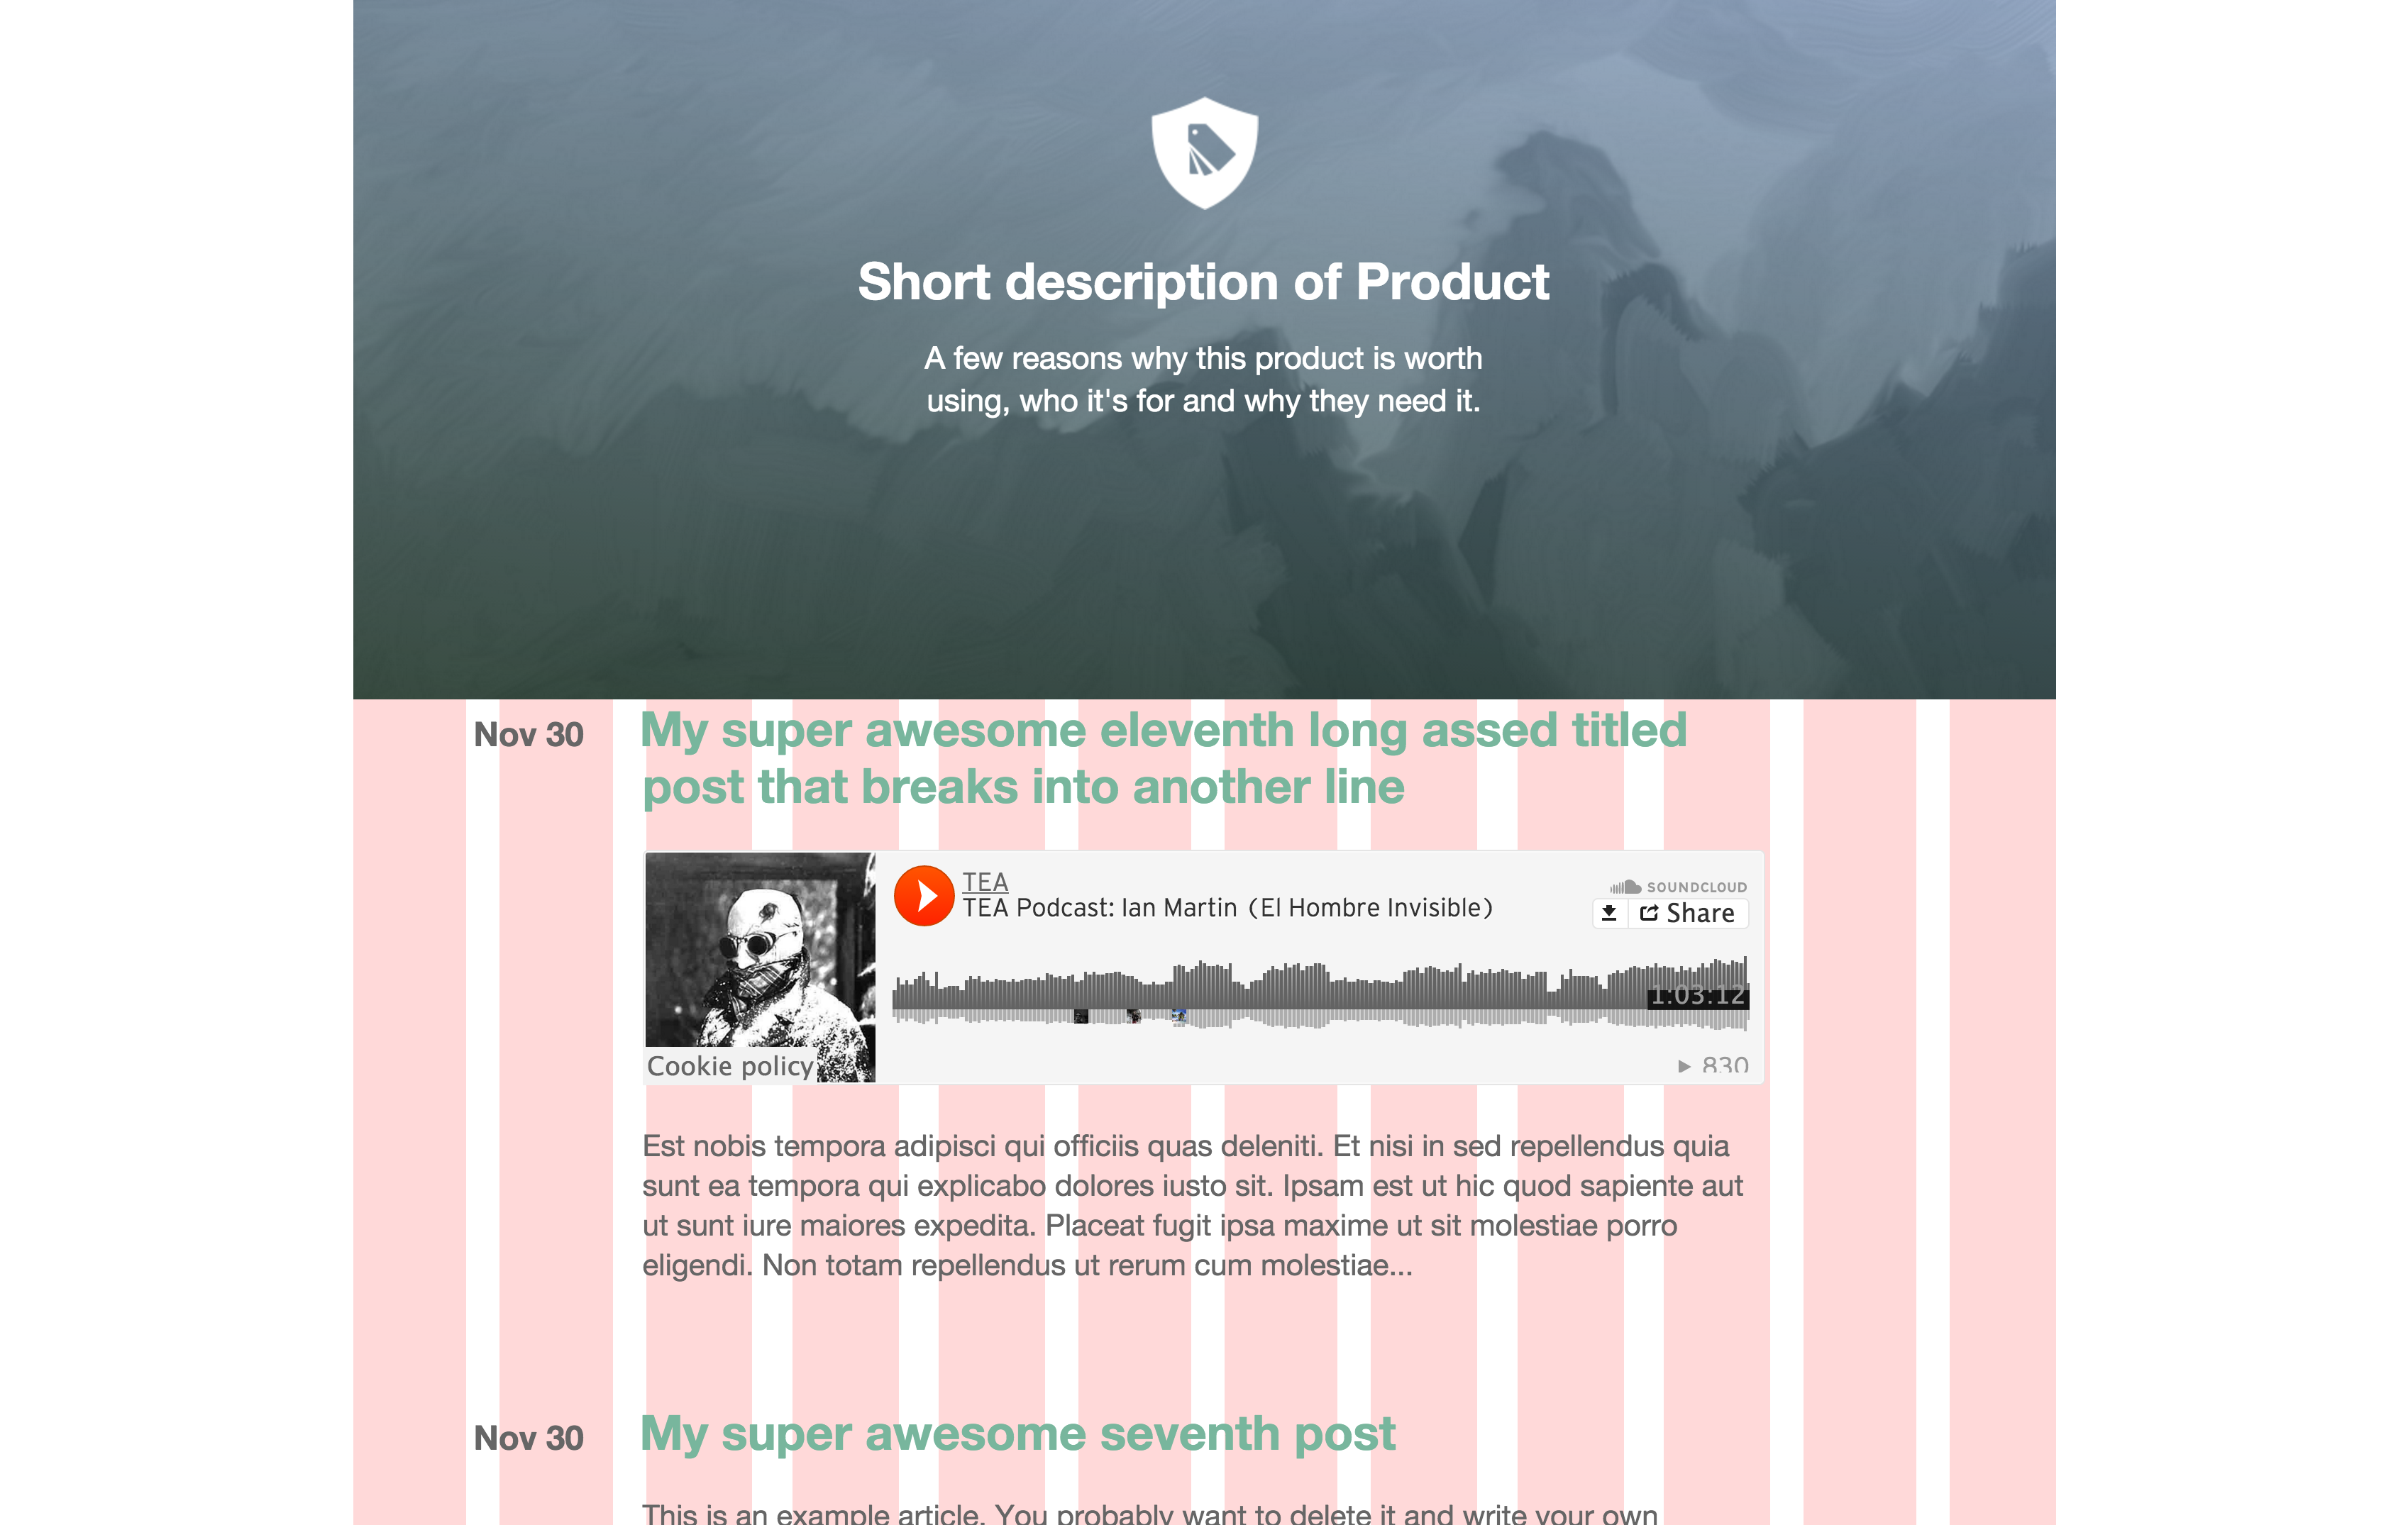 Short description of Product
A few reasons why this product is worth
using, who it's for and why they need it.
Nov 30
My super awesome eleventh long assed titled
post that breaks into another line
TEA
TEA Podcast: Ian Martin (El Hombre Invisible)
SOUNDCLOUD
Share
1:03:12
Cookie policy
830
Est nobis tempora adipisci qui officiis quas deleniti. Et nisi in sed repellendus quia
sunt ea tempora qui explicabo dolores iusto sit. Ipsam est ut hic quod sapiente aut
ut sunt iure maiores expedita. Placeat fugit ipsa maxime ut sit molestiae porro
eligendi. Non totam repellendus ut rerum cum molestiae...
Nov 30
My super awesome seventh post
This is an example article. You probably want to delete it and write your own